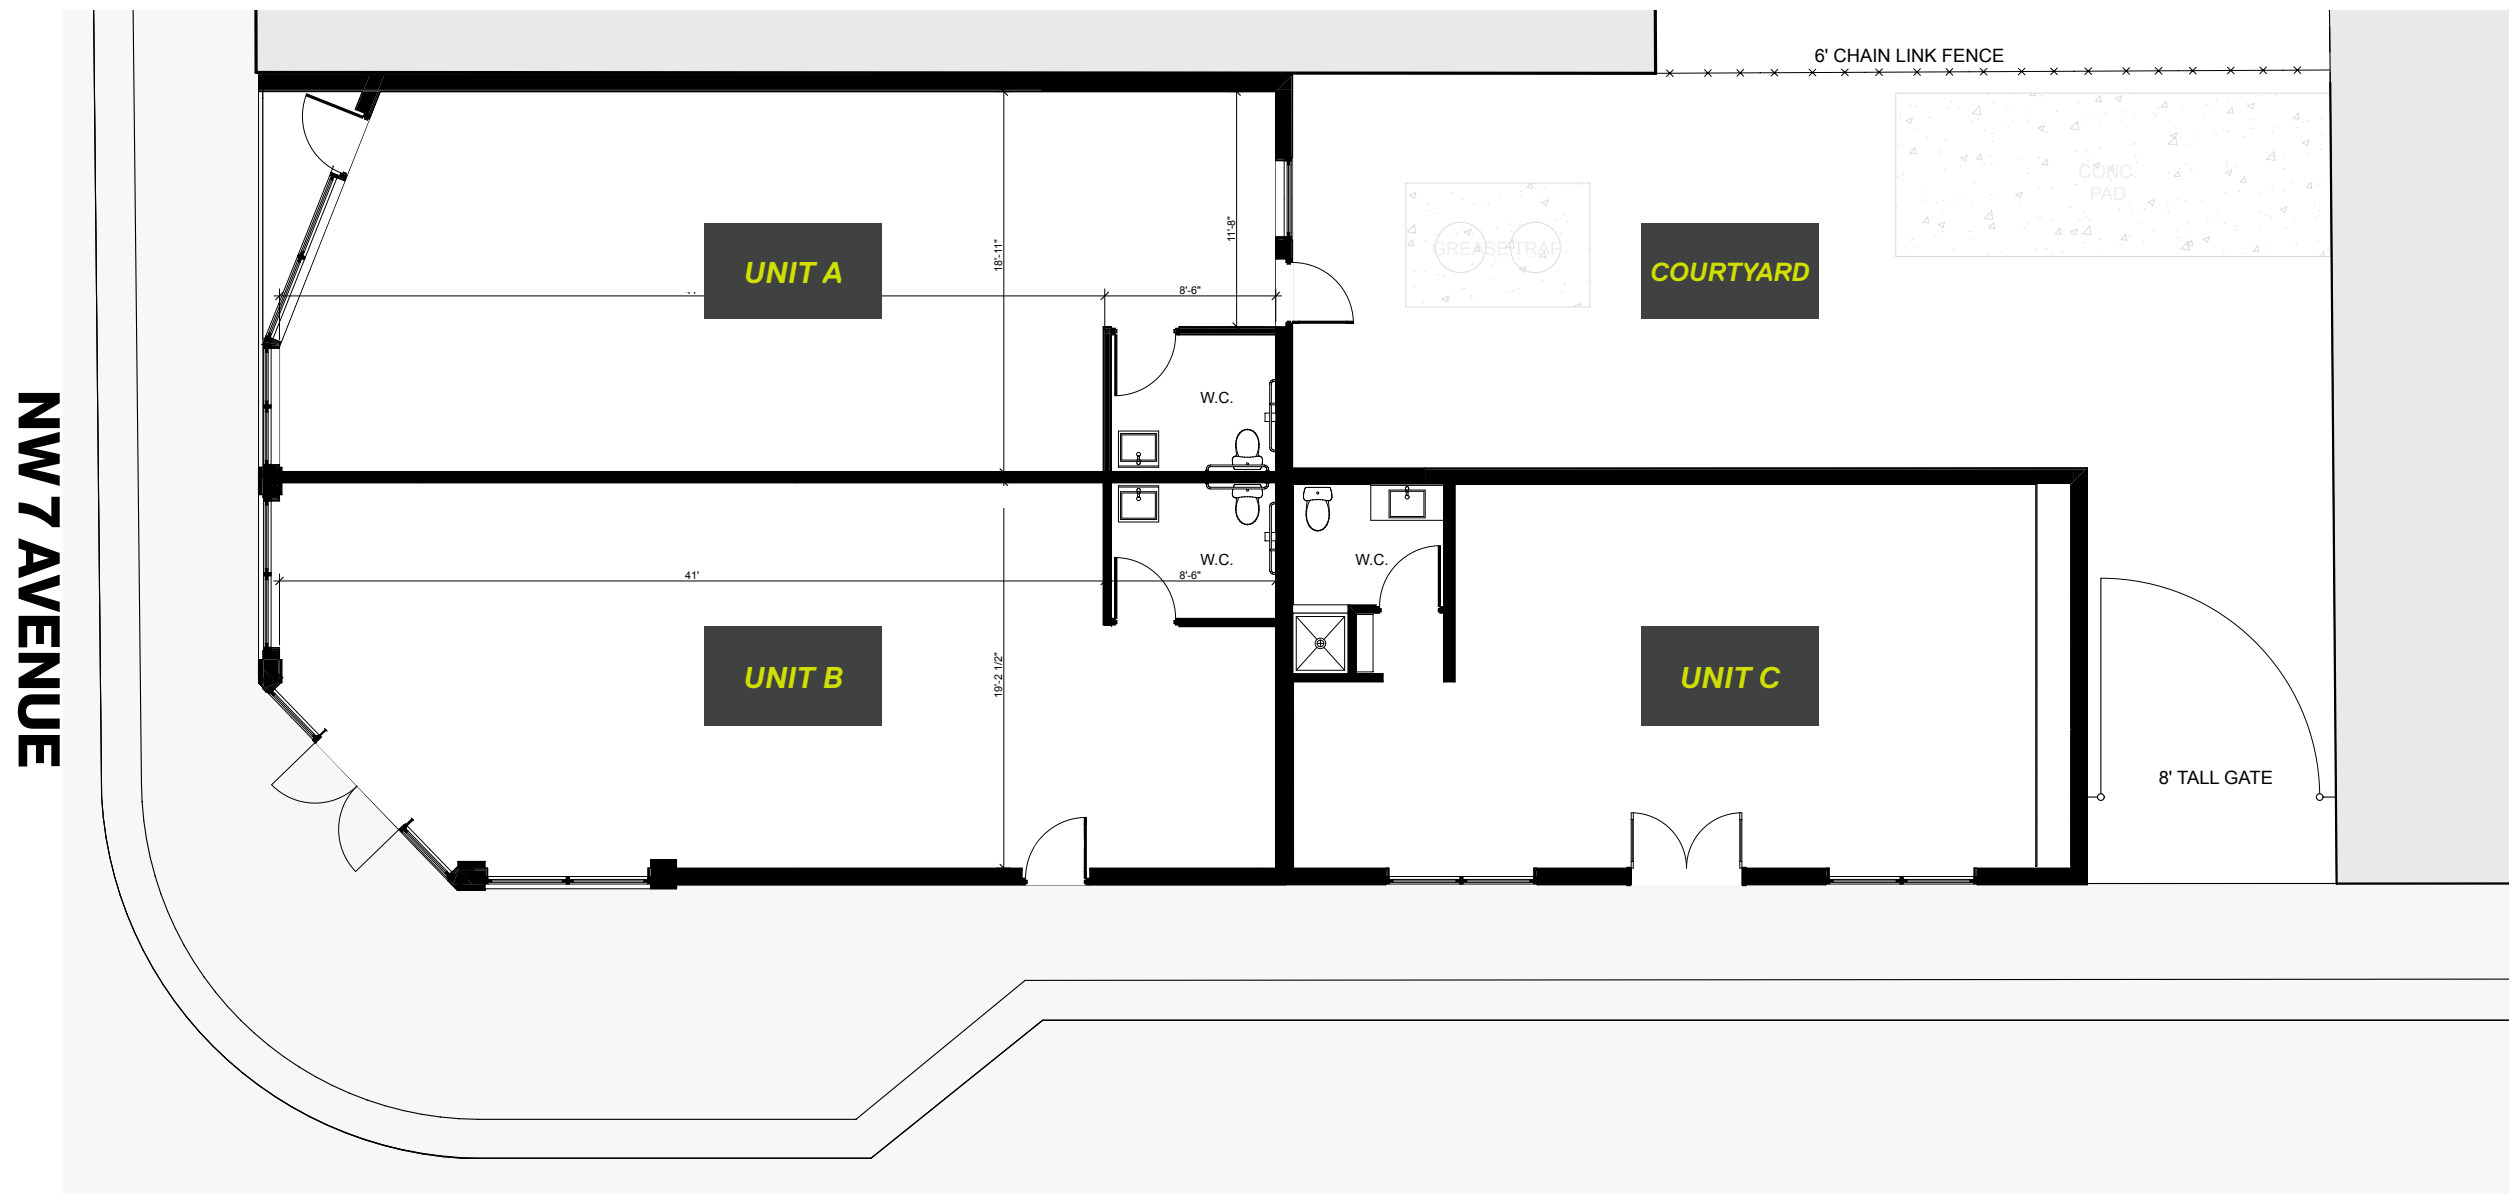 6' CHAIN LINK FENCE
CONC.
PAD
GREASE TRAP
UNIT A
COURTYARD
18'-11"
11'-8"
8'-6"
W.C.
NW 7 AVENUE
W.C.
W.C.
41'
8'-6"
19'-2 1/2"
UNIT B
UNIT C
8' TALL GATE